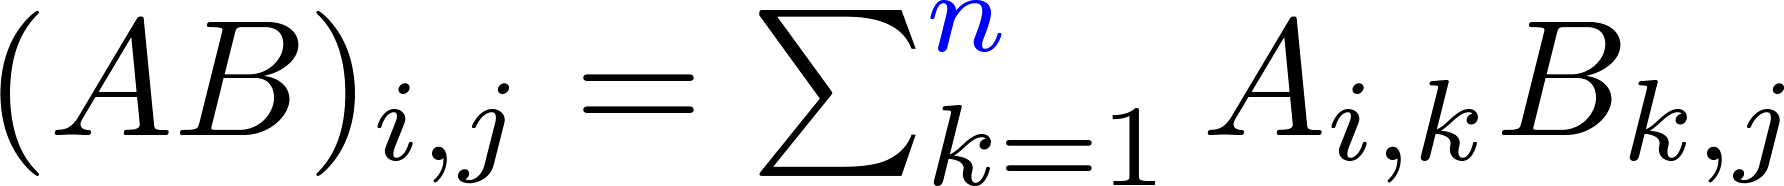 (AB)_{i,j} = \sum_{k=1}^{n} A_{i,k} B_{k,j}